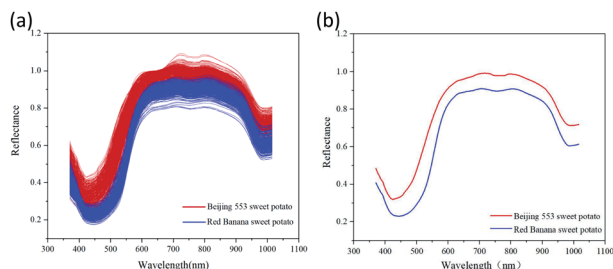 (a)
1.2
1.0
0.8
0.6
0.4
0.2
Reflectance
Beijing 553 sweet potato
Red Banana sweet potato
300 400 500 600 700 800 900 1000 1100
Wavelength(nm)
(b)
1.2
1.0
0.8
0.6
0.4
0.2
Reflectance
Beijing 553 sweet potato
Red Banana sweet potato
300 400 500 600 700 800 900 1000 1100
Wavelength（nm）